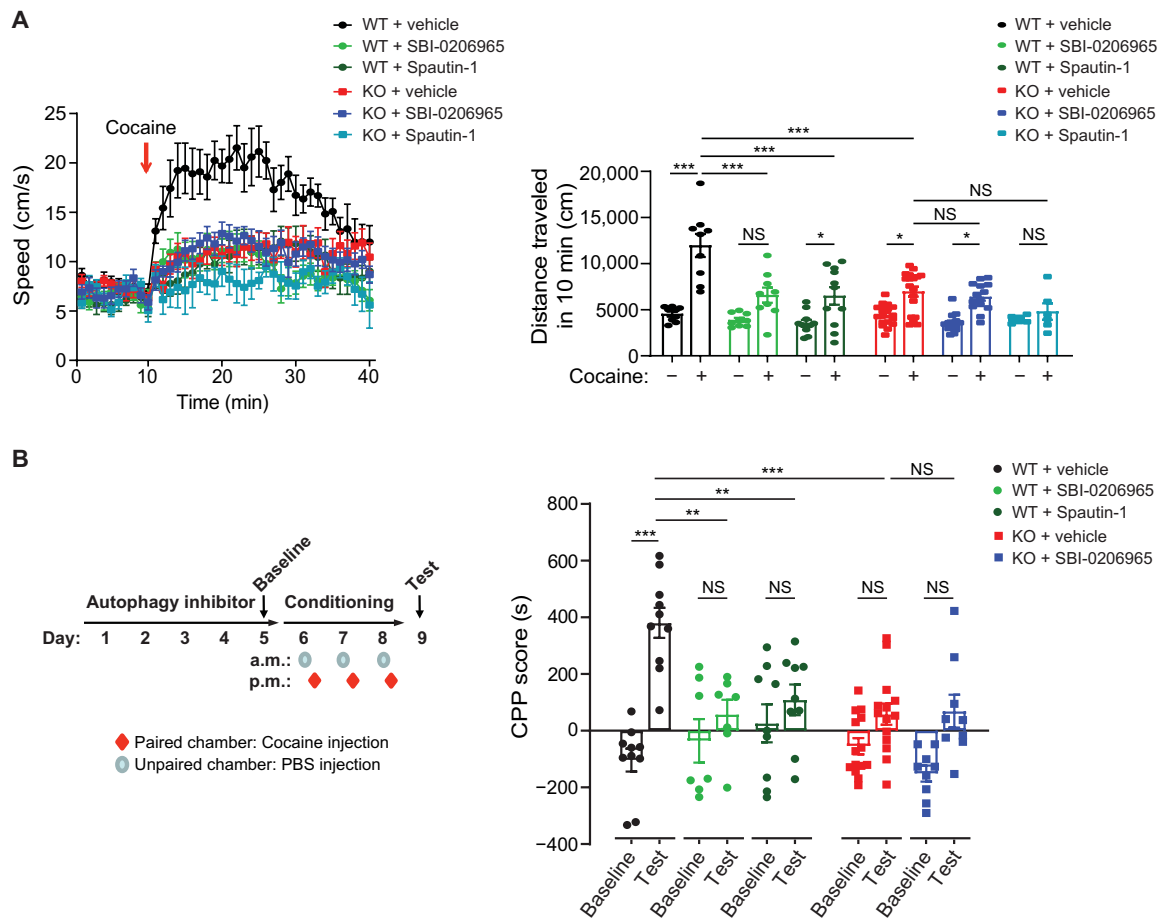 A
WT + vehicle
WT + SBI-0206965
WT + Spautin-1
KO + vehicle
KO + SBI-0206965
KO + Spautin-1
Cocaine
Speed (cm/s)
25
20
15
10
5
0
0 10 20 30 40
Time (min)
WT + vehicle
WT + SBI-0206965
WT + Spautin-1
KO + vehicle
KO + SBI-0206965
KO + Spautin-1
***
***
*** ***
NS
NS
NS * * * NS
Distance traveled
in 10 min (cm)
20,000
15,000
10,000
5000
0
Cocaine: − + − + − + − + − + − +
B
Baseline
Test
Autophagy inhibitor Conditioning
Day: 1 2 3 4 5 6 7 8 9
a.m.:
p.m.:
Paired chamber: Cocaine injection
Unpaired chamber: PBS injection
WT + vehicle
WT + SBI-0206965
WT + Spautin-1
KO + vehicle
KO + SBI-0206965
*** NS
**
**
***
NS NS NS NS
CPP score (s)
800
600
400
200
0
−200
−400
Baseline Test Baseline Test Baseline Test Baseline Test Baseline Test